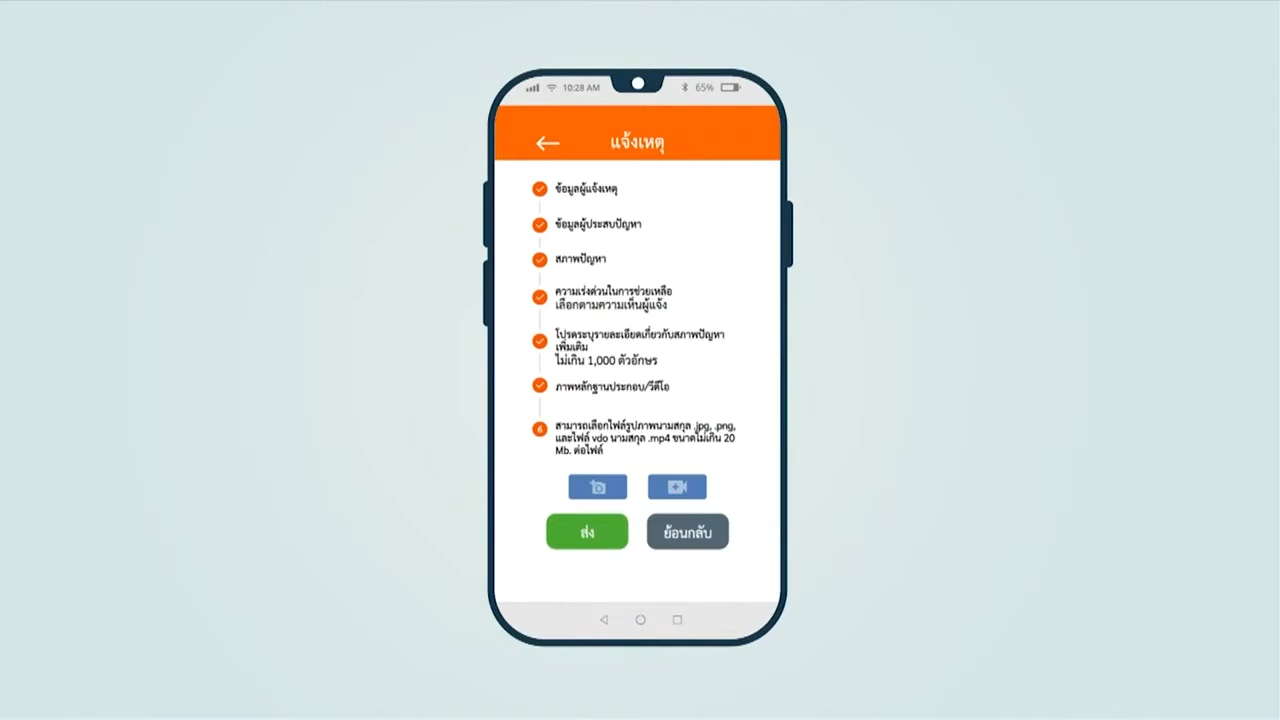 10:28 AM
65%
แจ้งเหตุ
ข้อมูลผู้แจ้งเหตุ
ข้อมูลผู้ประสบปัญหา
สภาพปัญหา
ความเร่งด่วนในการช่วยเหลือ
เลือกตามความเห็นผู้แจ้ง
โปรดระบุรายละเอียดเกี่ยวกับสภาพปัญหา
เพิ่มเติม
ไม่เกิน 1,000 ตัวอักษร
ภาพหลักฐานประกอบ/วีดีโอ
6
สามารถเลือกไฟล์รูปภาพนามสกุล .jpg, .png,
และไฟล์ vdo นามสกุล .mp4 ขนาดไม่เกิน 20
Mb. ต่อไฟล์
ส่ง
ย้อนกลับ